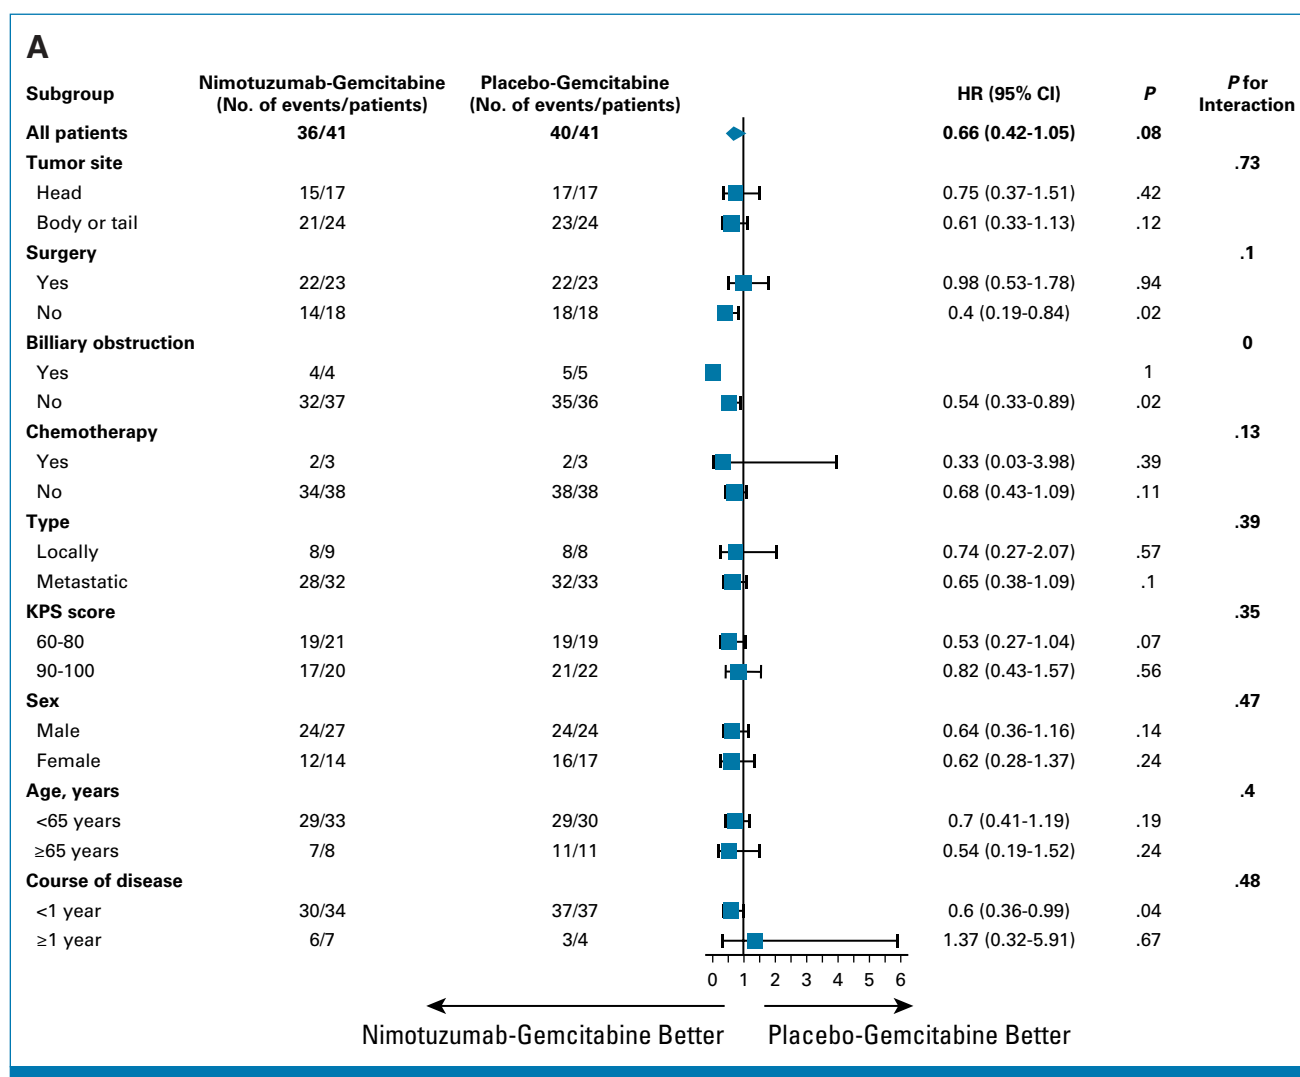 A
Subgroup Nimotuzumab-Gemcitabine (No. of events/patients) Placebo-Gemcitabine (No. of events/patients) HR (95% CI) P P for Interaction
All patients 36/41 40/41 0.66 (0.42-1.05) .08
Tumor site .73
Head 15/17 17/17 0.75 (0.37-1.51) .42
Body or tail 21/24 23/24 0.61 (0.33-1.13) .12
Surgery .1
Yes 22/23 22/23 0.98 (0.53-1.78) .94
No 14/18 18/18 0.4 (0.19-0.84) .02
Billiary obstruction 0
Yes 4/4 5/5 1
No 32/37 35/36 0.54 (0.33-0.89) .02
Chemotherapy .13
Yes 2/3 2/3 0.33 (0.03-3.98) .39
No 34/38 38/38 0.68 (0.43-1.09) .11
Type .39
Locally 8/9 8/8 0.74 (0.27-2.07) .57
Metastatic 28/32 32/33 0.65 (0.38-1.09) .1
KPS score .35
60-80 19/21 19/19 0.53 (0.27-1.04) .07
90-100 17/20 21/22 0.82 (0.43-1.57) .56
Sex .47
Male 24/27 24/24 0.64 (0.36-1.16) .14
Female 12/14 16/17 0.62 (0.28-1.37) .24
Age, years .4
<65 years 29/33 29/30 0.7 (0.41-1.19) .19
≥65 years 7/8 11/11 0.54 (0.19-1.52) .24
Course of disease .48
<1 year 30/34 37/37 0.6 (0.36-0.99) .04
≥1 year 6/7 3/4 1.37 (0.32-5.91) .67
0 1 2 3 4 5 6
Nimotuzumab-Gemcitabine Better Placebo-Gemcitabine Better